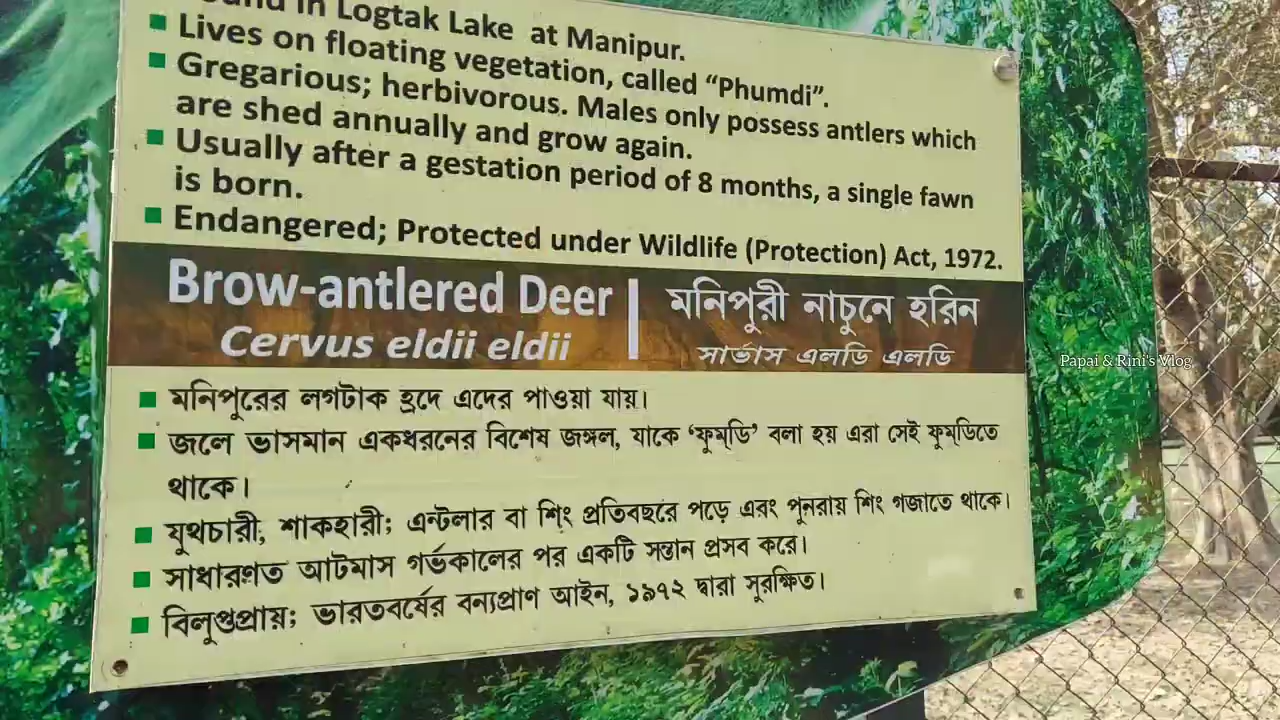 in Logtak Lake at Manipur.
Lives on floating vegetation, called “Phumdi”.
Gregarious; herbivorous. Males only possess antlers which
are shed annually and grow again.
Usually after a gestation period of 8 months, a single fawn
is born.
Endangered; Protected under Wildlife (Protection) Act, 1972.
Brow-antlered Deer
Cervus eldii eldii
মনিপুরী নাচুনে হরিন
সার্ভাস এলডি এলডি
মনিপুরের লগটাক হ্রদে এদের পাওয়া যায়।
জলে ভাসমান একধরনের বিশেষ জঙ্গল, যাকে ‘ফুম্‌ডি’ বলা হয় এরা সেই ফুম্‌ডিতে
থাকে।
যুথচারী, শাকহারী; এন্টলার বা শিং প্রতিবছরে পড়ে এবং পুনরায় শিং গজাতে থাকে।
সাধারণত আটমাস গর্ভকালের পর একটি সন্তান প্রসব করে।
বিলুপ্তপ্রায়; ভারতবর্ষের বন্যপ্রাণ আইন, ১৯৭২ দ্বারা সুরক্ষিত।
Papai & Rini's Vlog